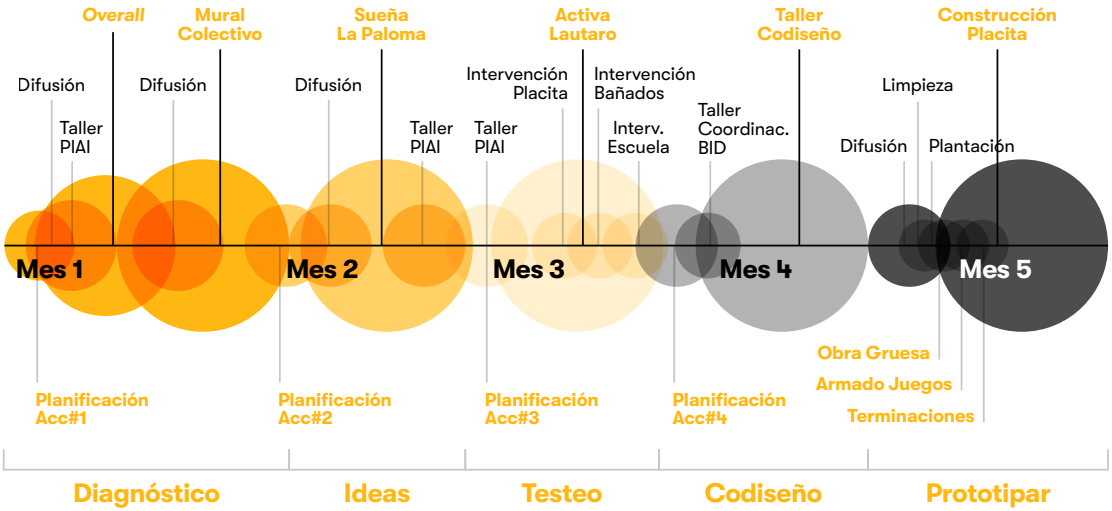 Overall
Mural
Colectivo
Sueña
La Paloma
Activa
Lautaro
Taller
Codiseño
Construcción
Placita
Difusión
Taller
PIAI
Difusión
Difusión
Taller
PIAI
Taller
PIAI
Intervención
Placita
Intervención
Bañados
Interv.
Escuela
Taller
Coordinac.
BID
Limpieza
Difusión
Plantación
Mes 1
Mes 2
Mes 3
Mes 4
Mes 5
Obra Gruesa
Armado Juegos
Terminaciones
Planificación
Acc#1
Planificación
Acc#2
Planificación
Acc#3
Planificación
Acc#4
Diagnóstico
Ideas
Testeo
Codiseño
Prototipar